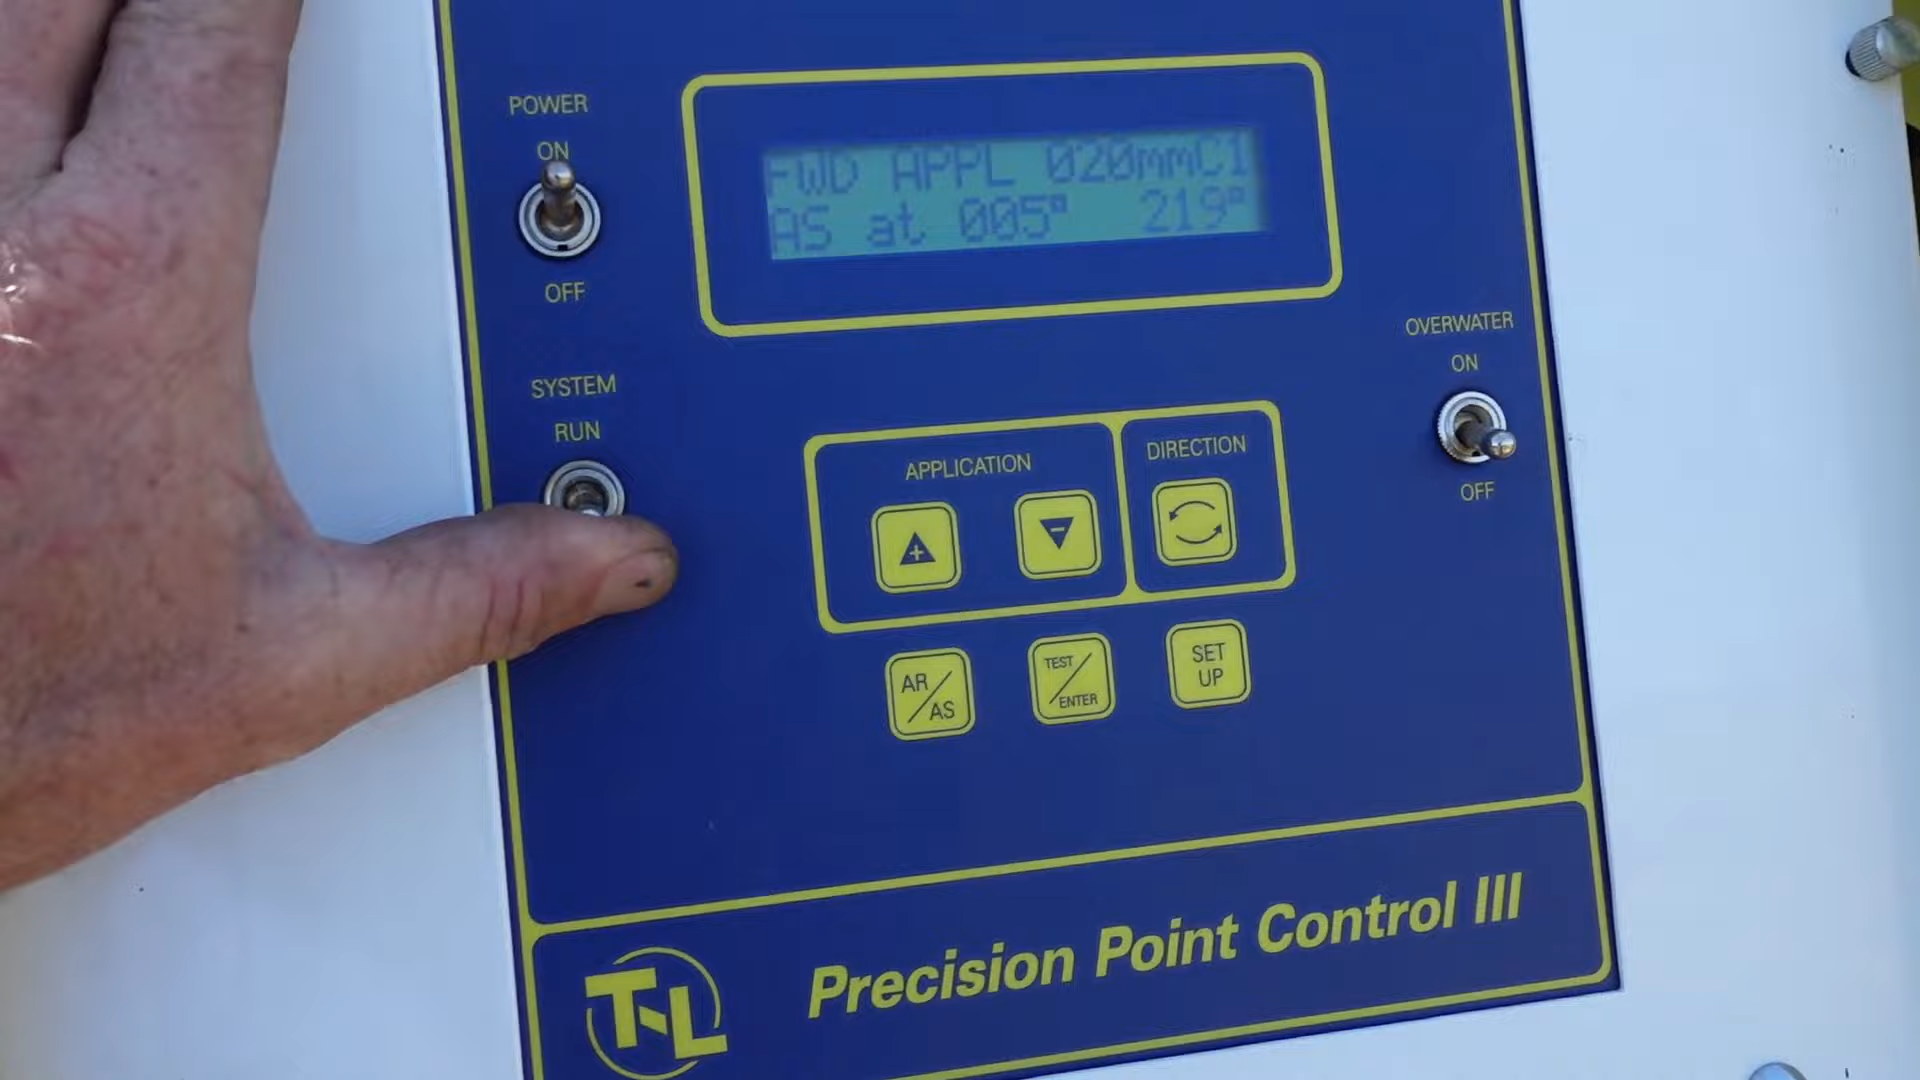 POWER
ON
OFF
FWD APPL 020mmC1
AS at 005° 219°
SYSTEM
RUN
OVERWATER
ON
OFF
APPLICATION
+
-
DIRECTION
AR/AS
TEST/ENTER
SET
UP
T-L
Precision Point Control III